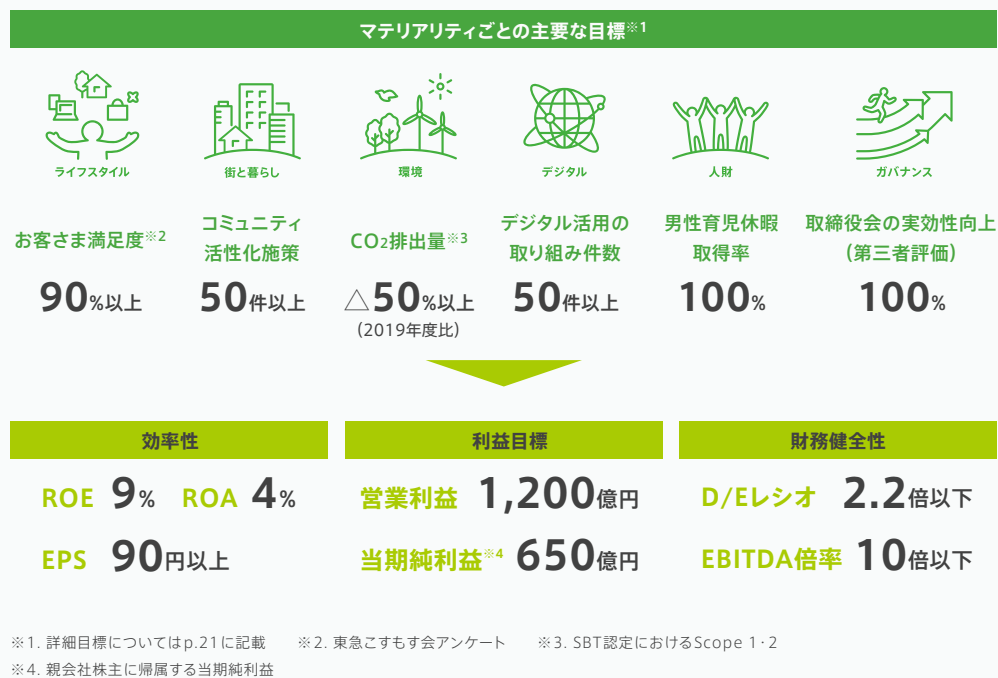 マテリアリティごとの主要な目標※1
ライフスタイル
街と暮らし
環境
デジタル
人財
ガバナンス
お客さま満足度※2
90%以上
コミュニティ
活性化施策
50件以上
CO2排出量※3
△50%以上
(2019年度比)
デジタル活用の
取り組み件数
50件以上
男性育児休暇
取得率
100%
取締役会の実効性向上
(第三者評価)
100%
効率性
ROE 9% ROA 4%
EPS 90円以上
利益目標
営業利益 1,200億円
当期純利益※4 650億円
財務健全性
D/Eレシオ 2.2倍以下
EBITDA倍率 10倍以下
※1. 詳細目標についてはp.21に記載 ※2. 東急こすもす会アンケート ※3. SBT認定におけるScope 1・2
※4. 親会社株主に帰属する当期純利益